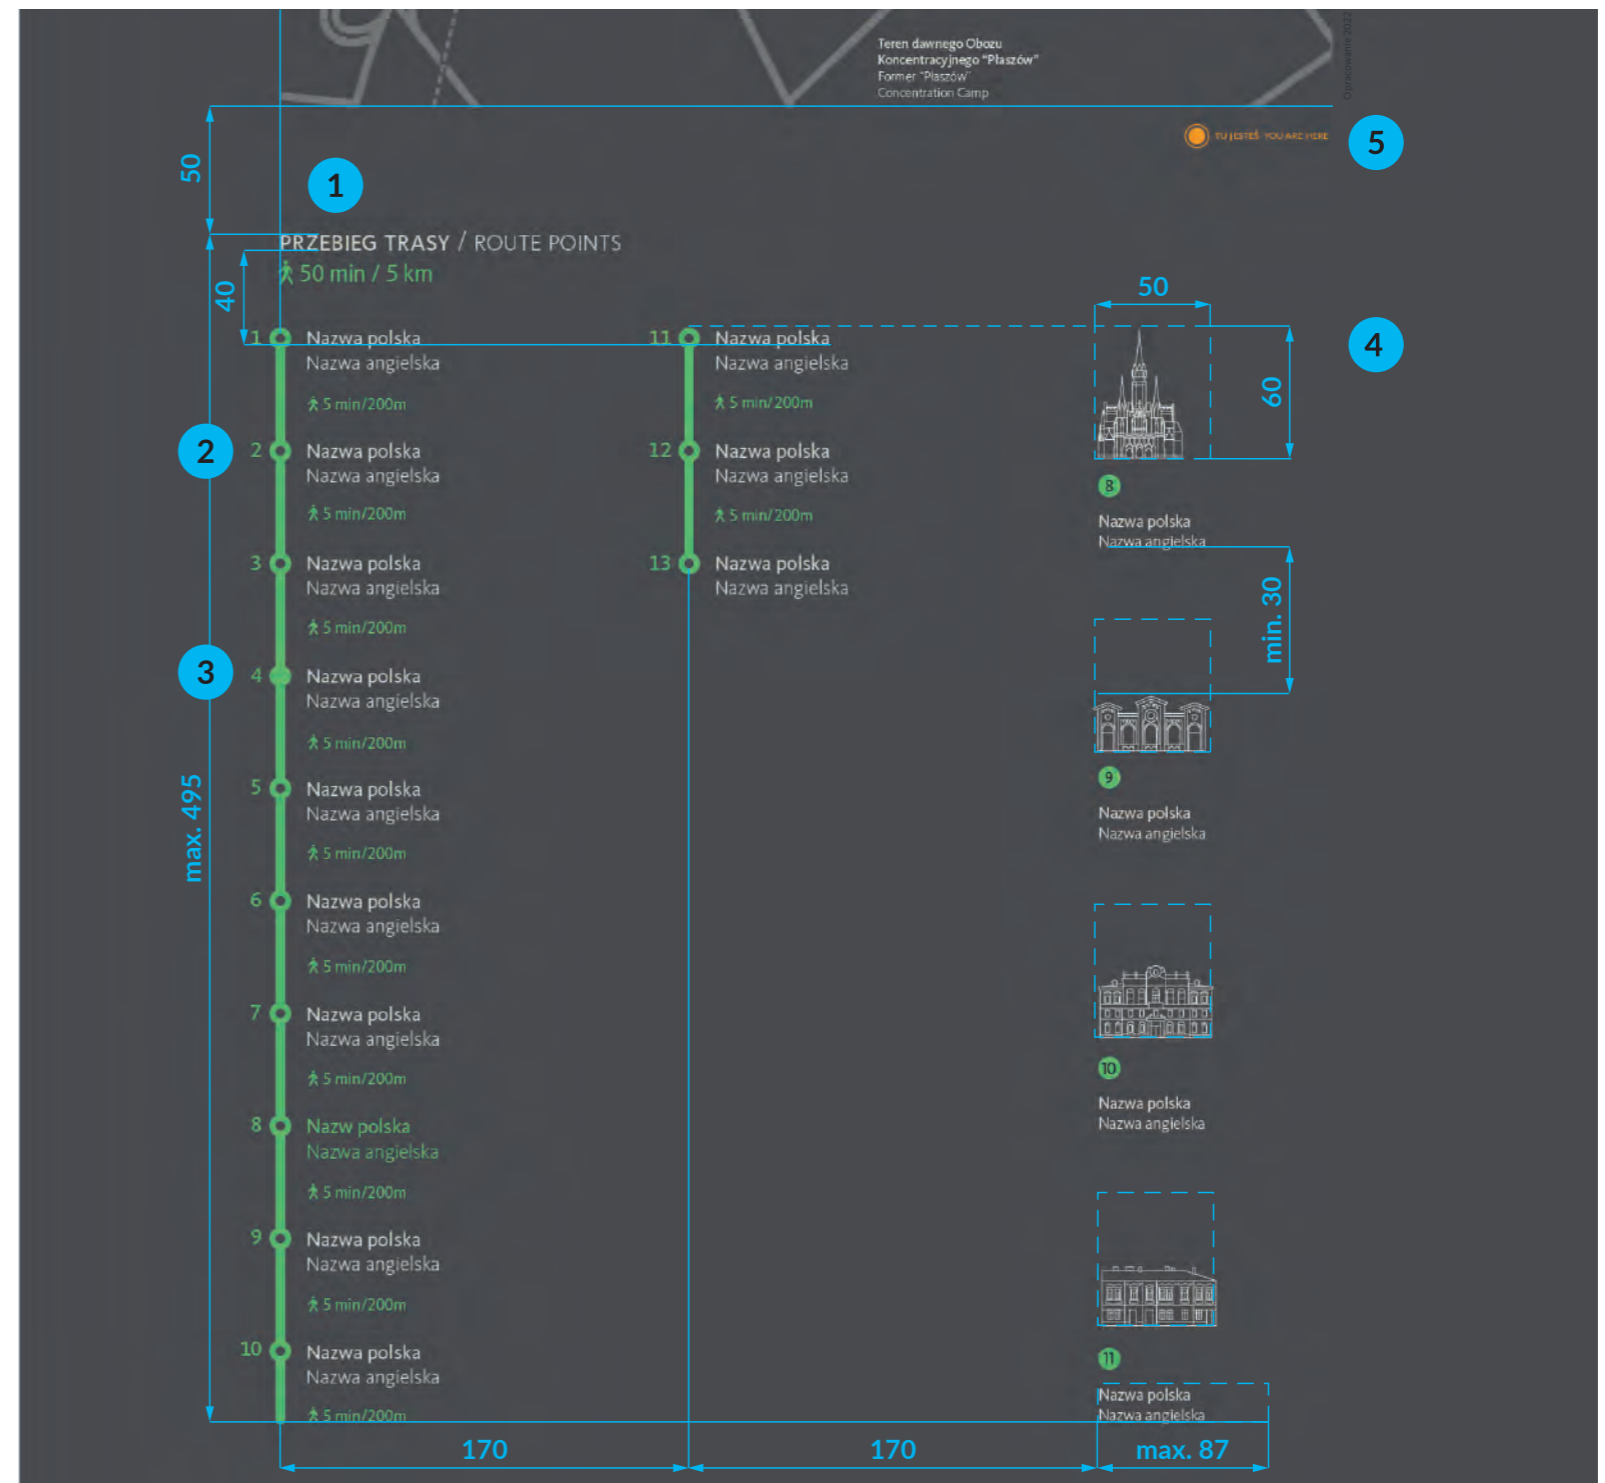 Teren dawnego Obozu
Koncentracyjnego "Płaszów"
Former "Płaszów"
Concentration Camp
Opracowanie 2022
TU JESTEŚ YOU ARE HERE
5
50
1
PRZEBIEG TRASY / ROUTE POINTS
50 min / 5 km
40
1 Nazwa polska
Nazwa angielska
5 min/200m
2
2 Nazwa polska
Nazwa angielska
5 min/200m
3 Nazwa polska
Nazwa angielska
5 min/200m
3
4 Nazwa polska
Nazwa angielska
5 min/200m
max. 495
5 Nazwa polska
Nazwa angielska
5 min/200m
6 Nazwa polska
Nazwa angielska
5 min/200m
7 Nazwa polska
Nazwa angielska
5 min/200m
8 Nazw polska
Nazwa angielska
5 min/200m
9 Nazwa polska
Nazwa angielska
5 min/200m
10 Nazwa polska
Nazwa angielska
5 min/200m
11 Nazwa polska
Nazwa angielska
5 min/200m
12 Nazwa polska
Nazwa angielska
5 min/200m
13 Nazwa polska
Nazwa angielska
50
4
60
8
Nazwa polska
Nazwa angielska
min. 30
9
Nazwa polska
Nazwa angielska
10
Nazwa polska
Nazwa angielska
11
Nazwa polska
Nazwa angielska
170
170
max. 87